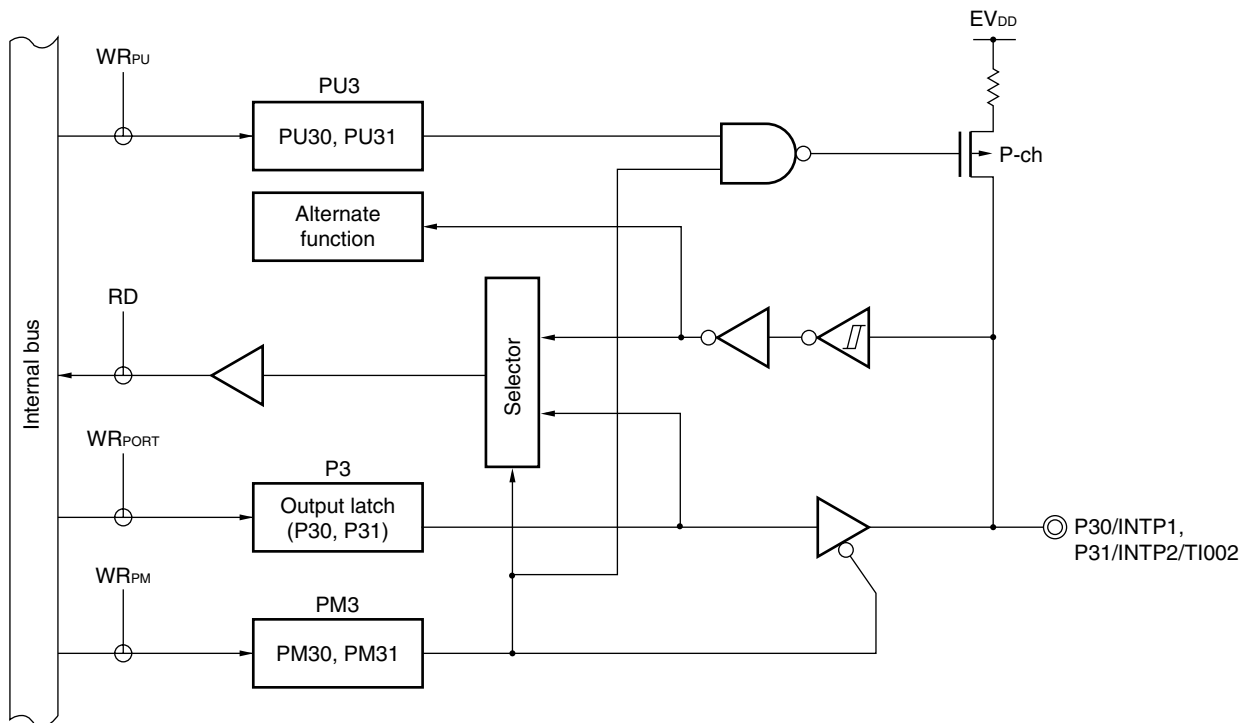 EVDD
WRPU
PU3
PU30, PU31
P-ch
Alternate
function
RD
Internal bus
Selector
WRPORT
P3
Output latch
(P30, P31)
P30/INTP1,
P31/INTP2/TI002
WRPM
PM3
PM30, PM31